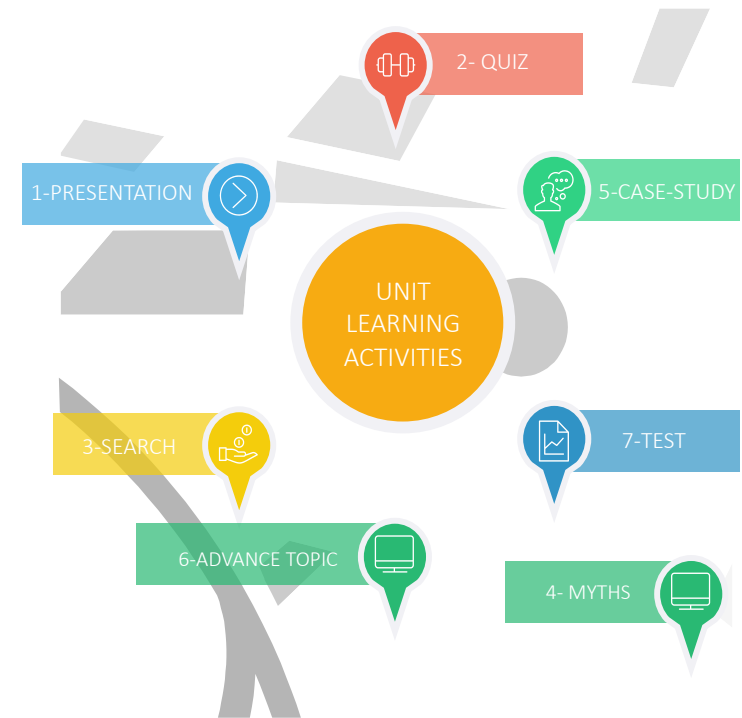 2- QUIZ
1-PRESENTATION
5-CASE-STUDY
UNIT
LEARNING
ACTIVITIES
3-SEARCH
7-TEST
6-ADVANCE TOPIC
4- MYTHS